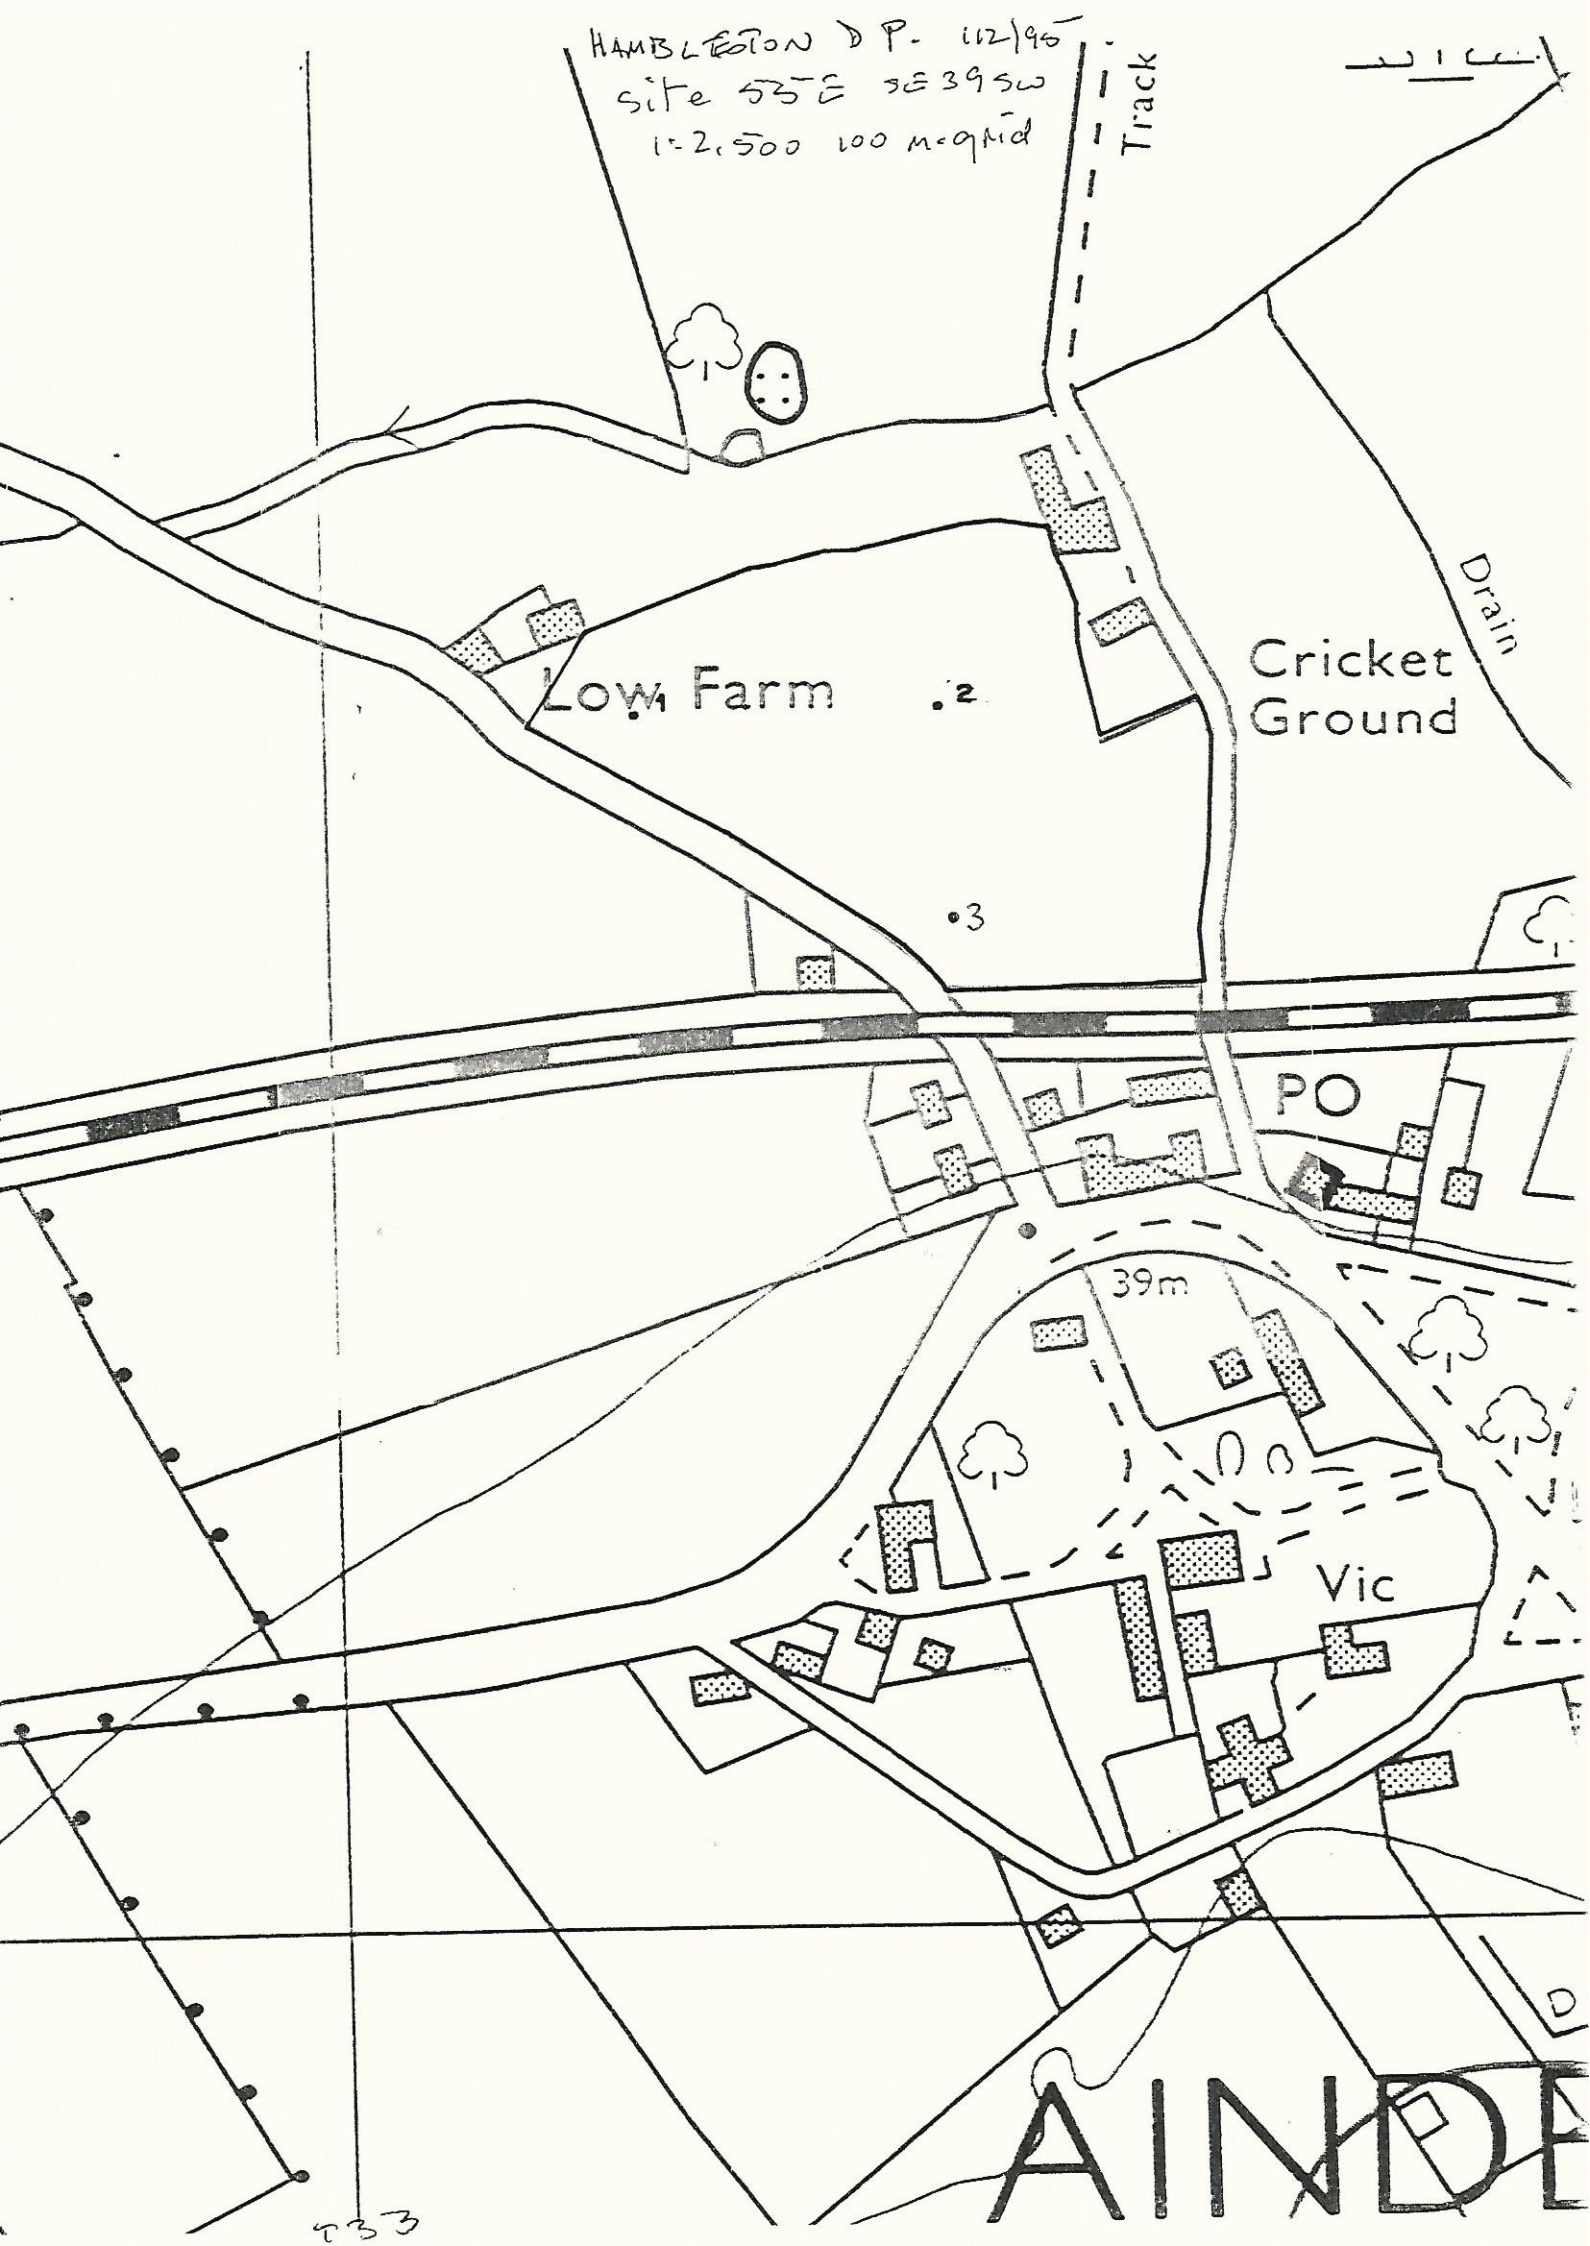 HAMBLETON D P. 112/95
Site 55E SE39SW
1:2,500 100 m.grid
Track
Drain
Low Farm
1
2
Cricket
Ground
3
PO
39m
Vic
D
AINDE
433